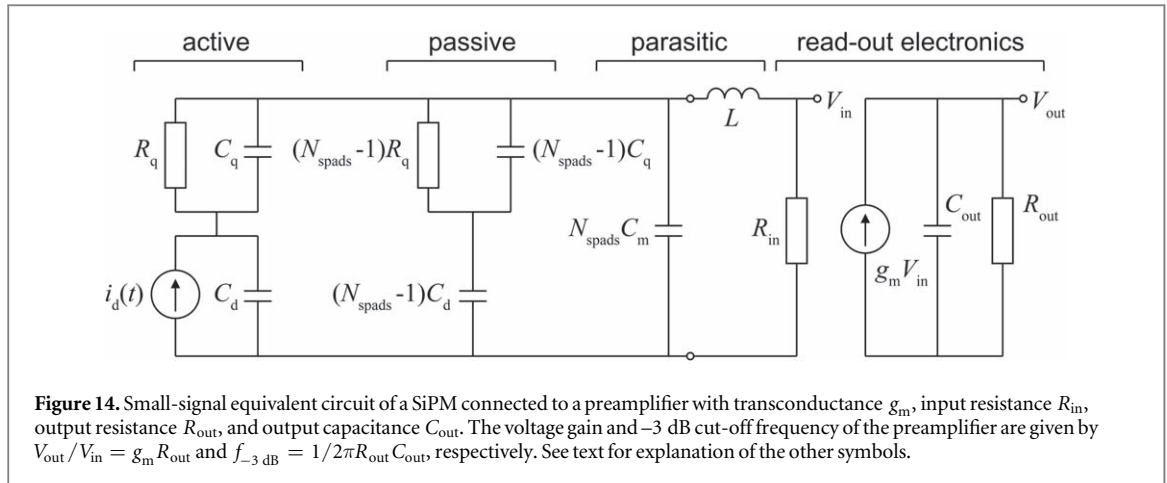 active passive parasitic read-out electronics
V_in V_out
L
R_q C_q (N_spads-1)R_q (N_spads-1)C_q
N_spads C_m R_in C_out R_out
g_m V_in
i_d(t) C_d (N_spads-1)C_d
Figure 14. Small-signal equivalent circuit of a SiPM connected to a preamplifier with transconductance g_m, input resistance R_in,
output resistance R_out, and output capacitance C_out. The voltage gain and −3 dB cut-off frequency of the preamplifier are given by
V_out/V_in = g_m R_out and f_−3 dB = 1/2πR_out C_out, respectively. See text for explanation of the other symbols.